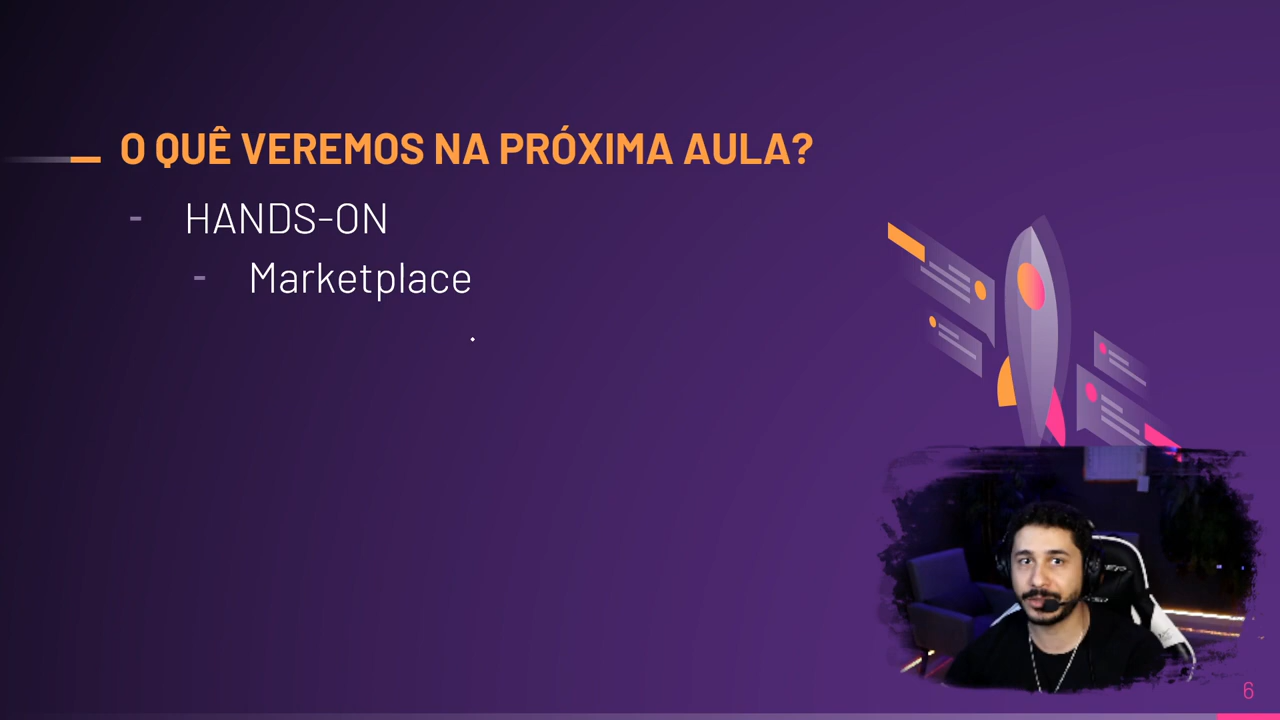 O QUÊ VEREMOS NA PRÓXIMA AULA?
- HANDS-ON
- Marketplace
6